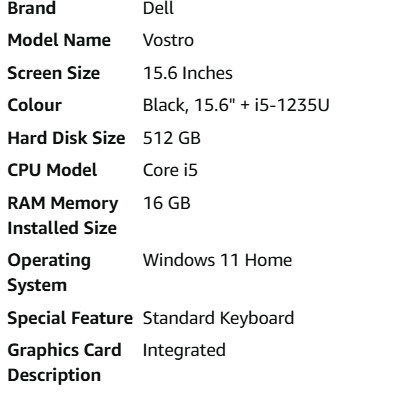 Brand Dell
Model Name Vostro
Screen Size 15.6 Inches
Colour Black, 15.6" + i5-1235U
Hard Disk Size 512 GB
CPU Model Core i5
RAM Memory 16 GB
Installed Size
Operating Windows 11 Home
System
Special Feature Standard Keyboard
Graphics Card Integrated
Description